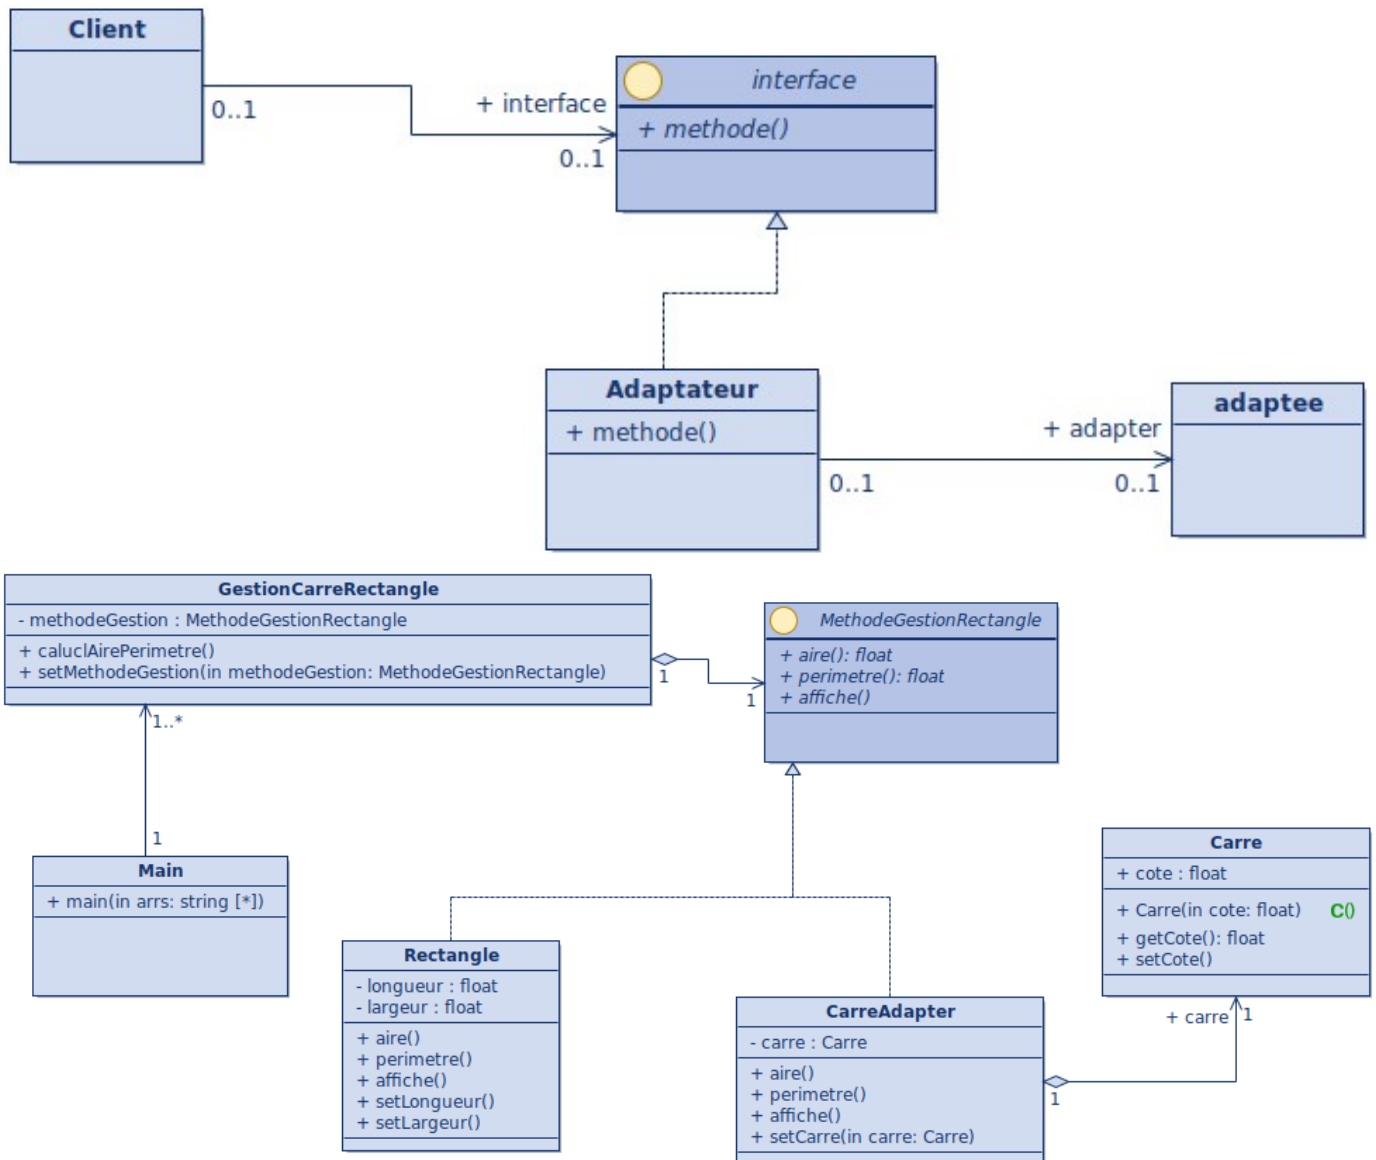 Client
0..1
+ interface
0..1
interface
+ methode()
Adaptateur
+ methode()
0..1
+ adapter
0..1
adaptee
GestionCarreRectangle
- methodeGestion : MethodeGestionRectangle
+ caluclAirePerimetre()
+ setMethodeGestion(in methodeGestion: MethodeGestionRectangle)
1
1
MethodeGestionRectangle
+ aire(): float
+ perimetre(): float
+ affiche()
1..*
1
Main
+ main(in arrs: string [*])
Rectangle
- longueur : float
- largeur : float
+ aire()
+ perimetre()
+ affiche()
+ setLongueur()
+ setLargeur()
CarreAdapter
- carre : Carre
+ aire()
+ perimetre()
+ affiche()
+ setCarre(in carre: Carre)
1
+ carre
1
Carre
+ cote : float
+ Carre(in cote: float) C()
+ getCote(): float
+ setCote()